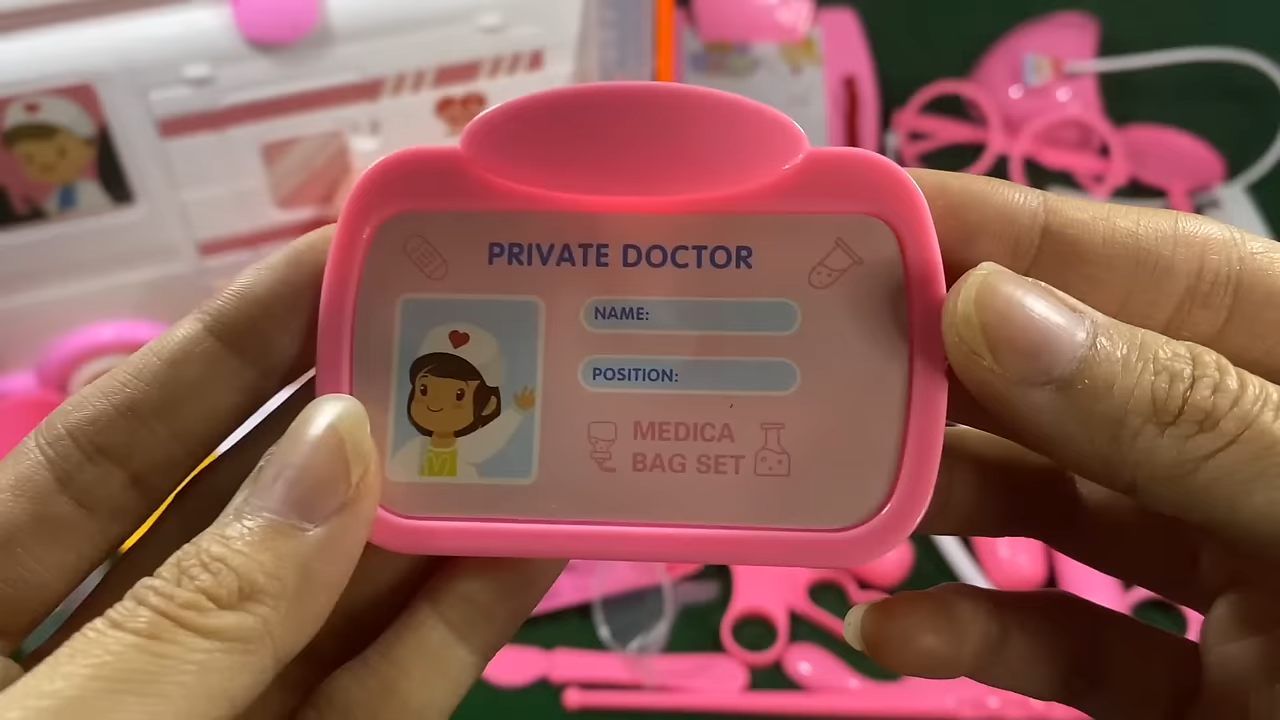 PRIVATE DOCTOR
NAME:
POSITION:
MEDICA
BAG SET